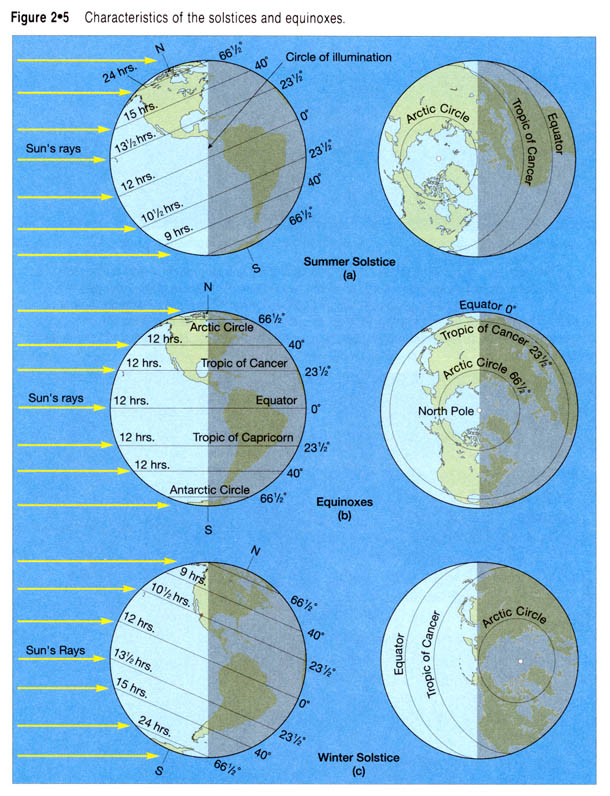 Figure 2•5 Characteristics of the solstices and equinoxes.
N
66½°
24 hrs.
40°
Circle of illumination
23½°
15 hrs.
0°
13½ hrs.
Sun's rays
23½°
12 hrs.
40°
10½ hrs.
66½°
9 hrs.
S
Arctic Circle
Tropic of Cancer
Equator
Summer Solstice
(a)
N
66½°
Arctic Circle
12 hrs.
40°
12 hrs.
Tropic of Cancer
23½°
Sun's rays
12 hrs.
Equator
0°
12 hrs.
Tropic of Capricorn
23½°
12 hrs.
40°
Antarctic Circle
66½°
S
Equator 0°
Tropic of Cancer 23½°
Arctic Circle 66½°
North Pole
Equinoxes
(b)
N
9 hrs.
66½°
10½ hrs.
40°
12 hrs.
23½°
Sun's Rays
13½ hrs.
0°
15 hrs.
23½°
24 hrs.
40°
66½°
S
Equator
Tropic of Cancer
Arctic Circle
Winter Solstice
(c)